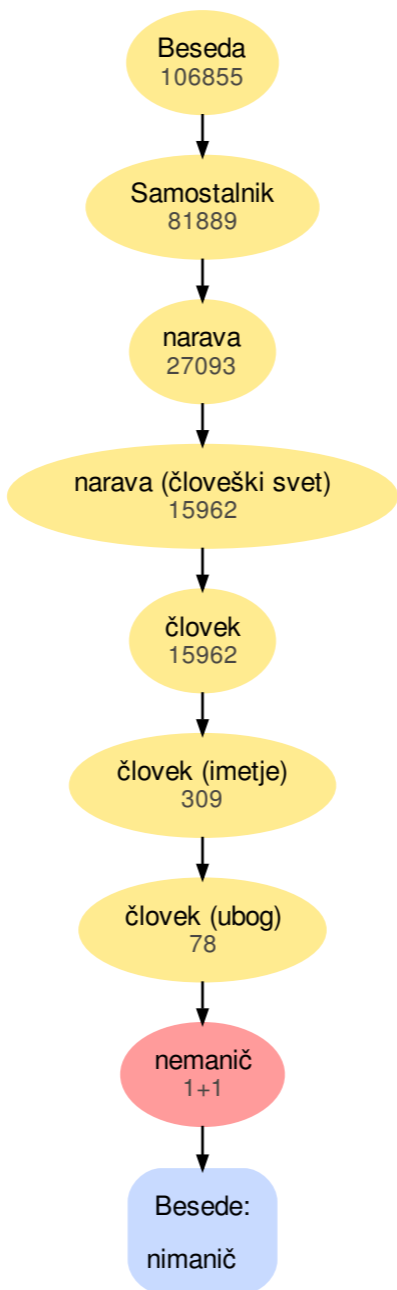 Beseda
106855
Samostalnik
81889
narava
27093
narava (človeški svet)
15962
človek
15962
človek (imetje)
309
človek (ubog)
78
nemanič
1+1
Besede:
nimanič